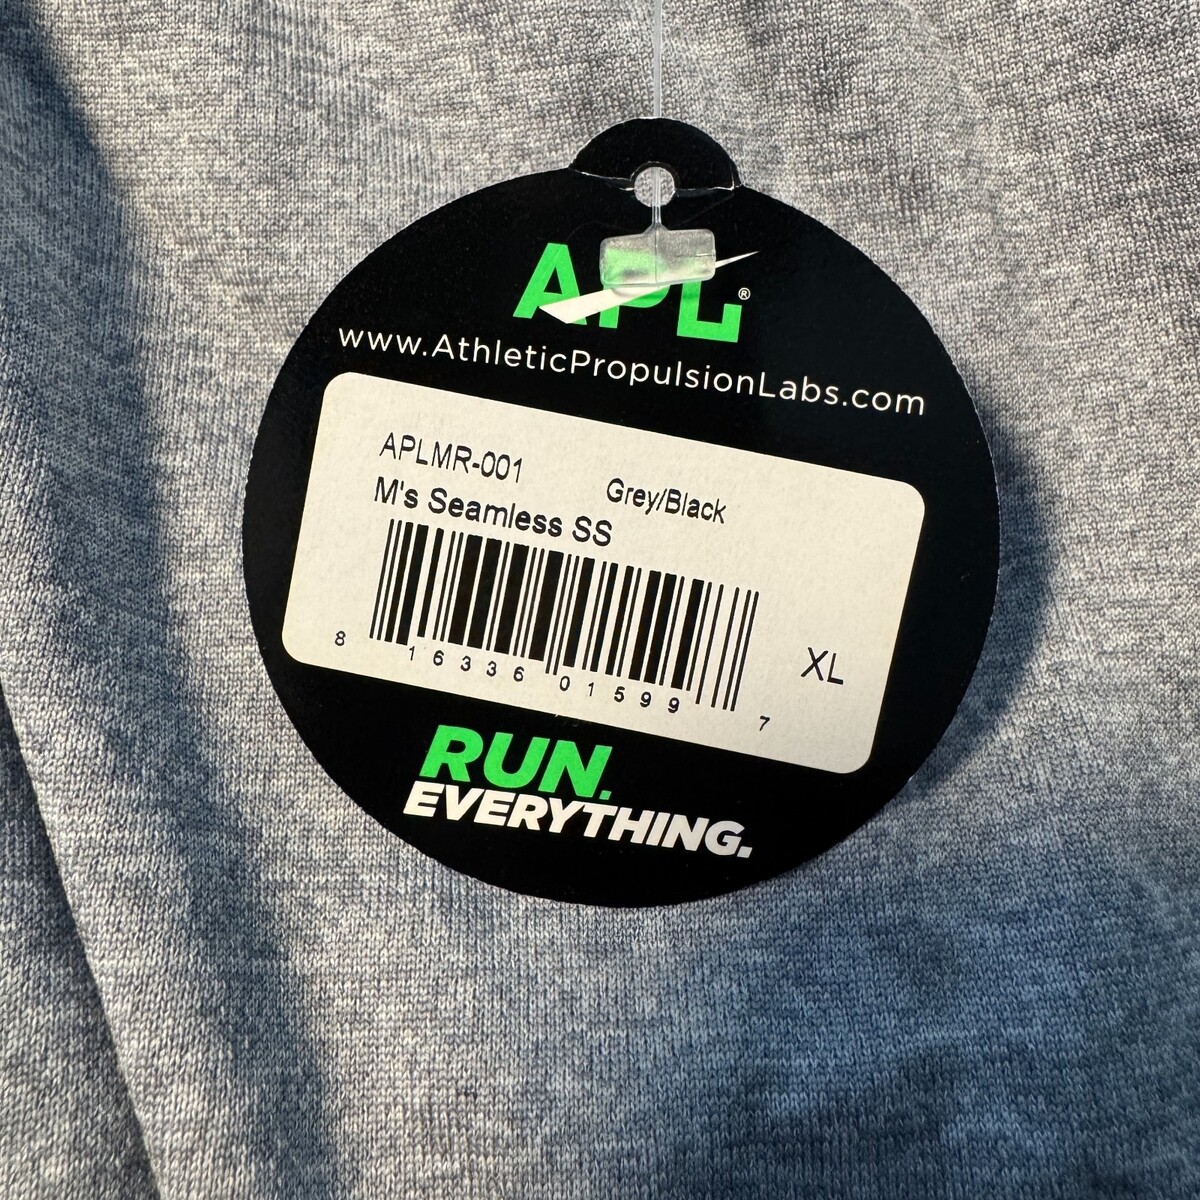 APL®
www.AthleticPropulsionLabs.com
APLMR-001 Grey/Black
M's Seamless SS
8 16336 01599 7 XL
RUN.
EVERYTHING.